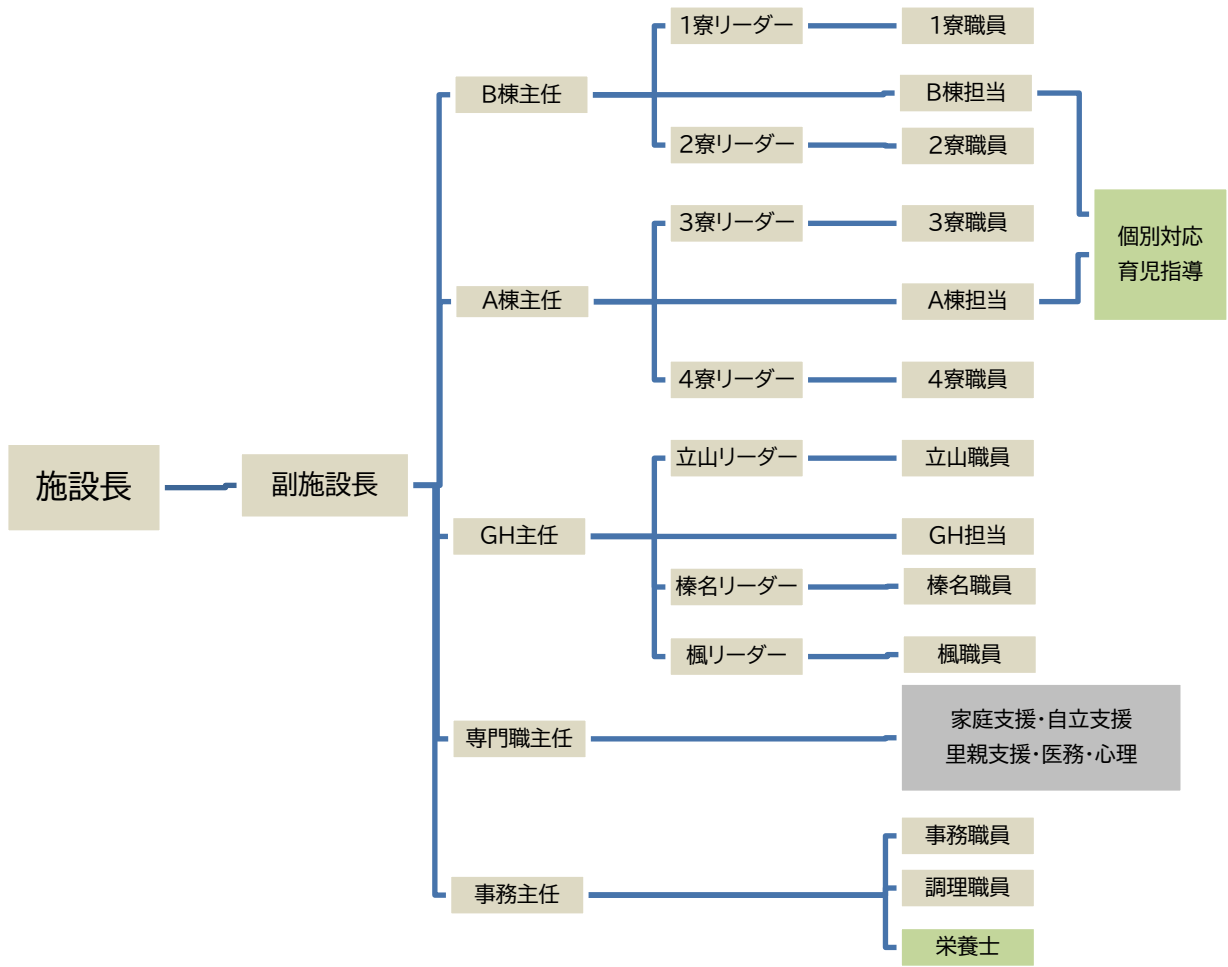 1寮リーダー
1寮職員
B棟主任
B棟担当
2寮リーダー
2寮職員
3寮リーダー
3寮職員
個別対応
育児指導
A棟主任
A棟担当
4寮リーダー
4寮職員
施設長
副施設長
立山リーダー
立山職員
GH主任
GH担当
榛名リーダー
榛名職員
楓リーダー
楓職員
専門職主任
家庭支援・自立支援
里親支援・医務・心理
事務主任
事務職員
調理職員
栄養士